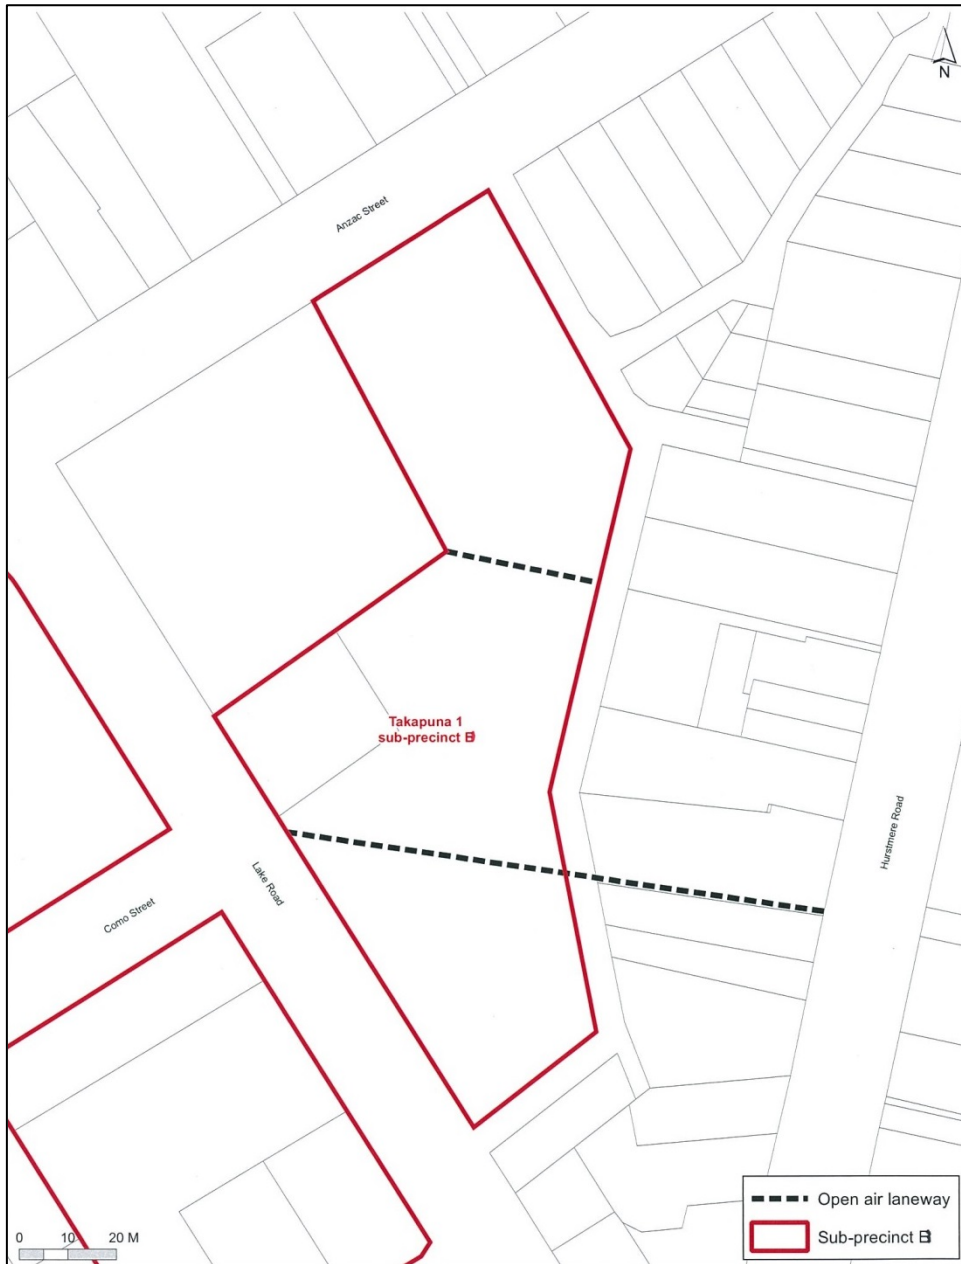 N
Anzac Street
Takapuna 1
sub-precinct
Lake Road
Hurstmere Road
Como Street
0 10 20 M
Open air laneway
Sub-precinct